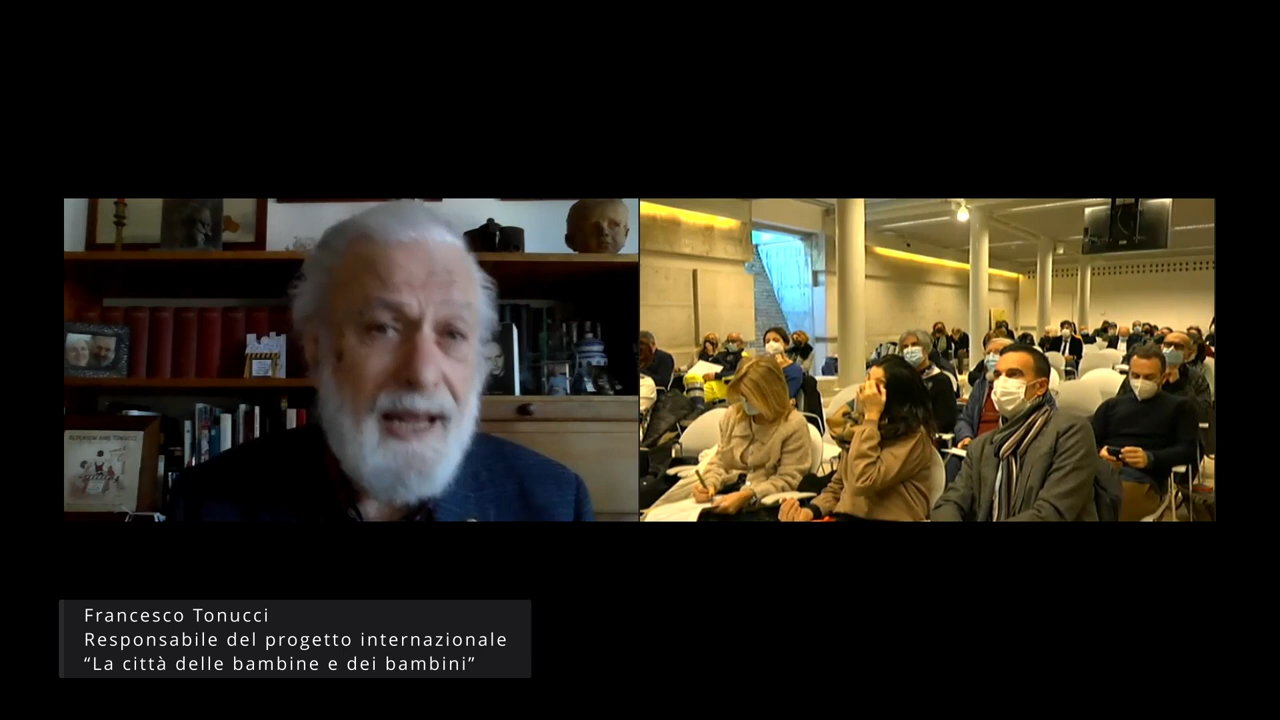 Francesco Tonucci
Responsabile del progetto internazionale
“La città delle bambine e dei bambini”